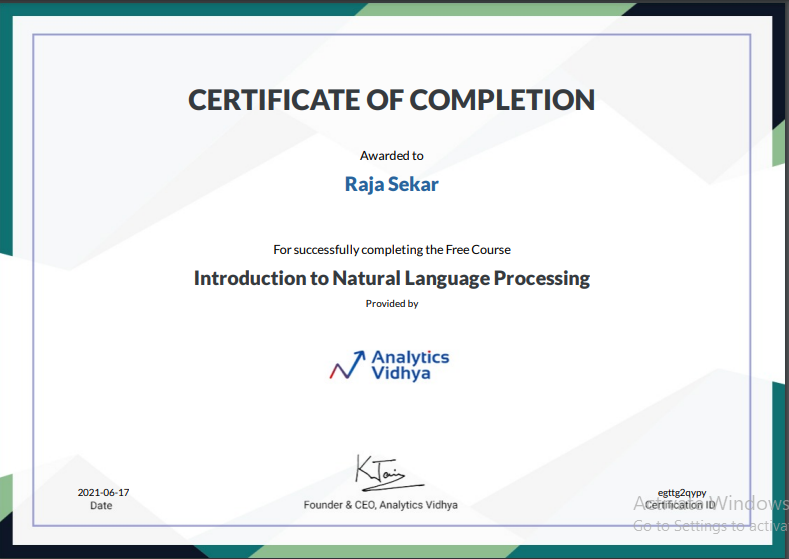 CERTIFICATE OF COMPLETION
Awarded to
Raja Sekar
For successfully completing the Free Course
Introduction to Natural Language Processing
Provided by
Analytics
Vidhya
K Jain
2021-06-17
Date
Founder & CEO, Analytics Vidhya
egttg2qypy
Certification ID
Activate Windows
Go to Settings to activa